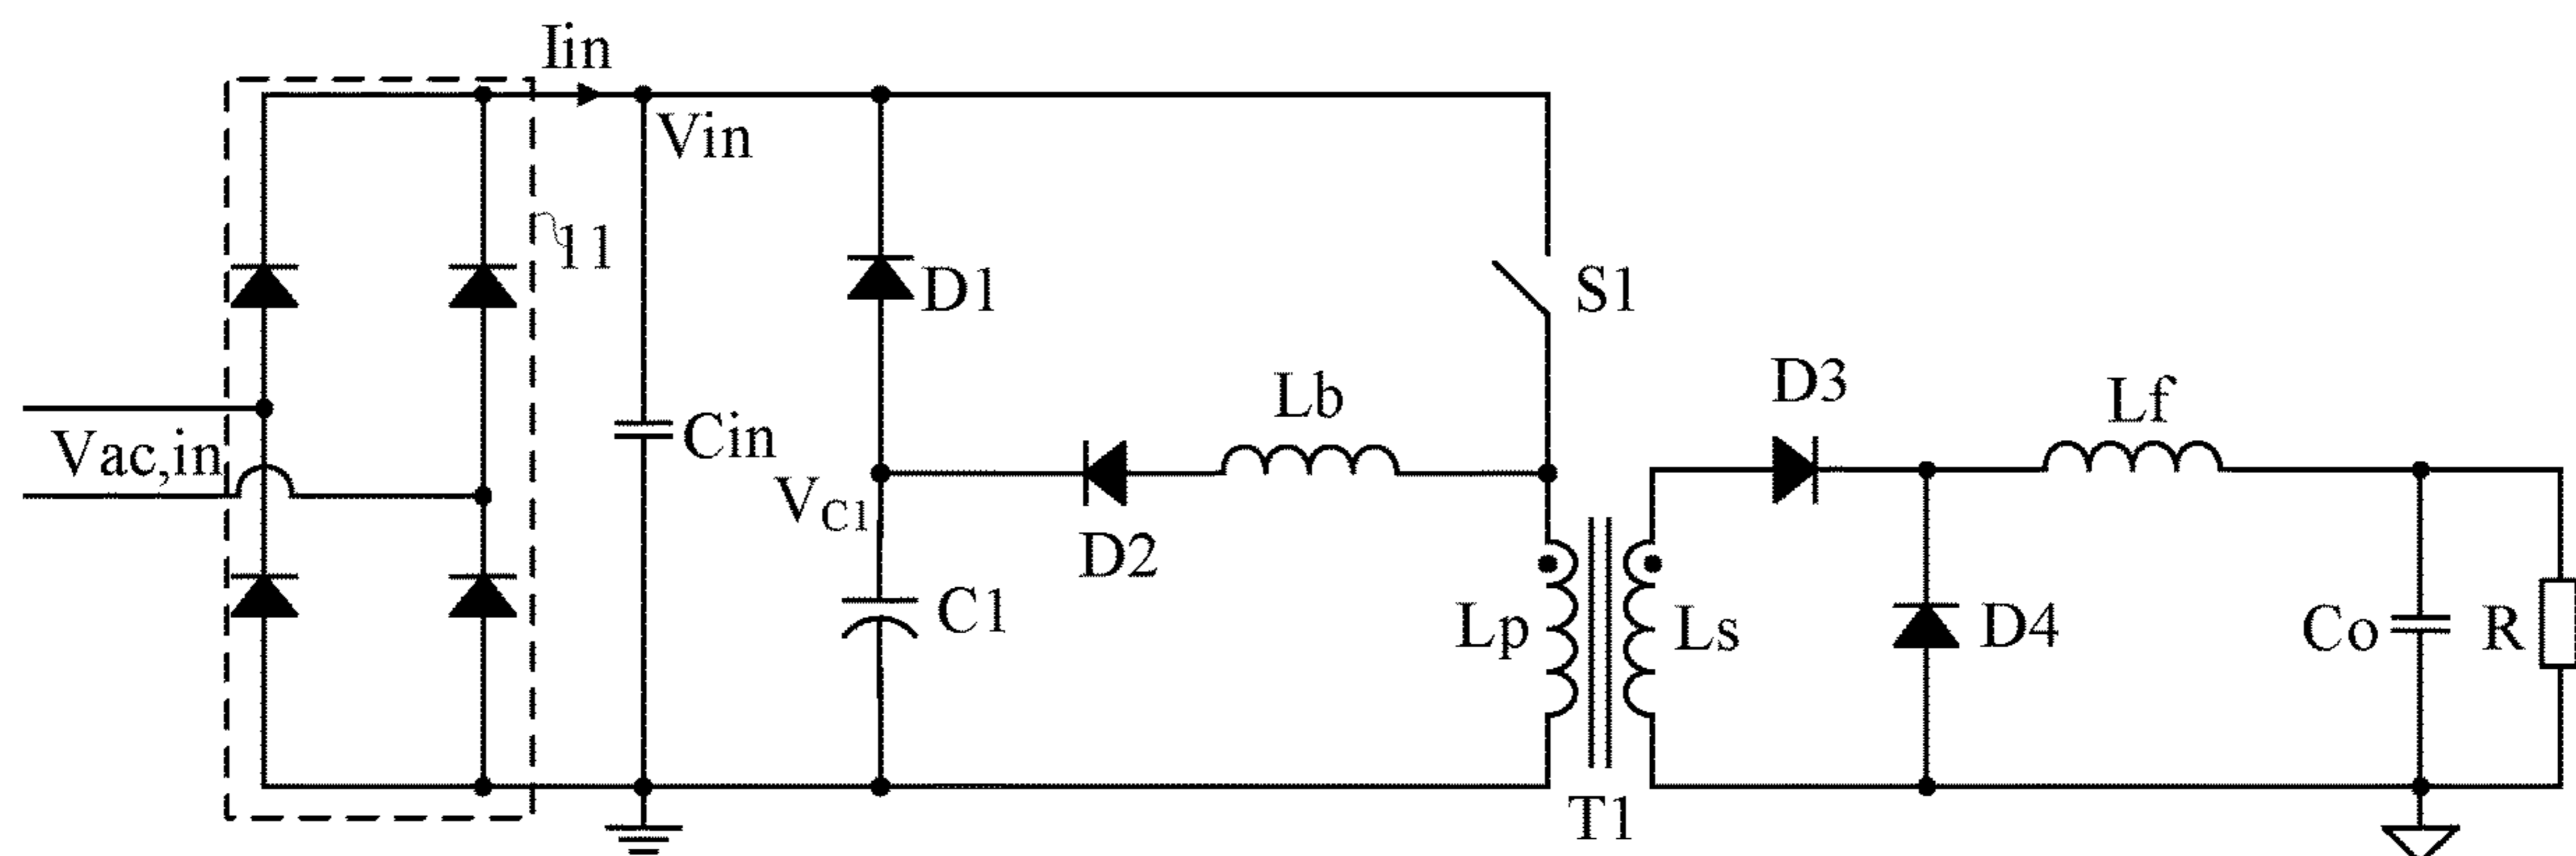 Iin
Vin
11
D1
S1
Vac,in
Cin
Lb
D3
Lf
VC1
D2
C1
Lp
Ls
D4
Co
R
T1